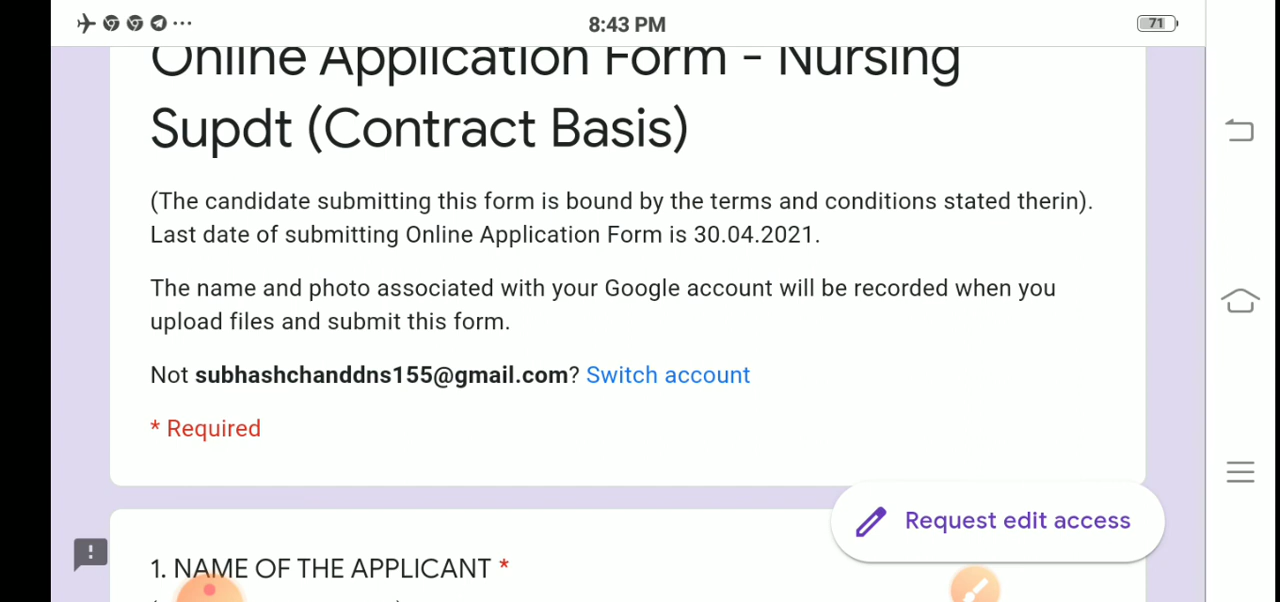 8:43 PM
71
Online Application Form - Nursing
Supdt (Contract Basis)
(The candidate submitting this form is bound by the terms and conditions stated therin).
Last date of submitting Online Application Form is 30.04.2021.
The name and photo associated with your Google account will be recorded when you
upload files and submit this form.
Not subhashchanddns155@gmail.com? Switch account
* Required
Request edit access
1. NAME OF THE APPLICANT *